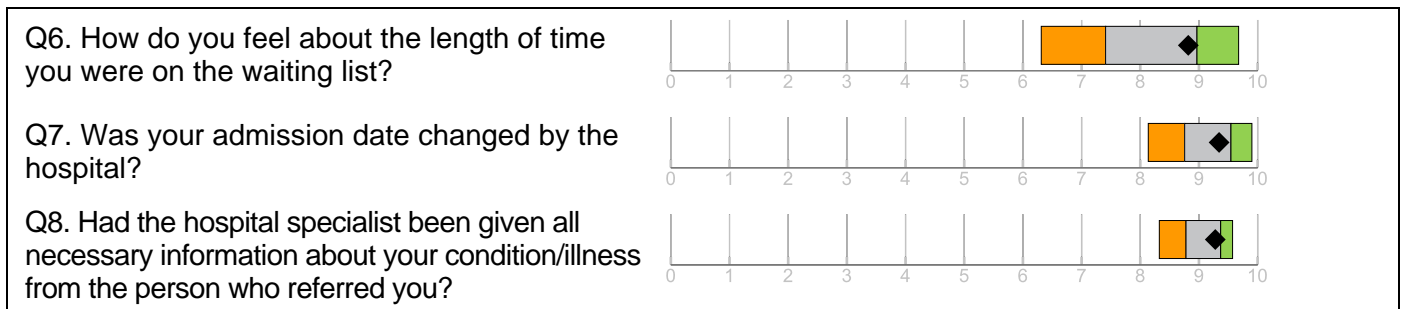 Q6. How do you feel about the length of time
you were on the waiting list?
0 1 2 3 4 5 6 7 8 9 10
Q7. Was your admission date changed by the
hospital?
0 1 2 3 4 5 6 7 8 9 10
Q8. Had the hospital specialist been given all
necessary information about your condition/illness
from the person who referred you?
0 1 2 3 4 5 6 7 8 9 10